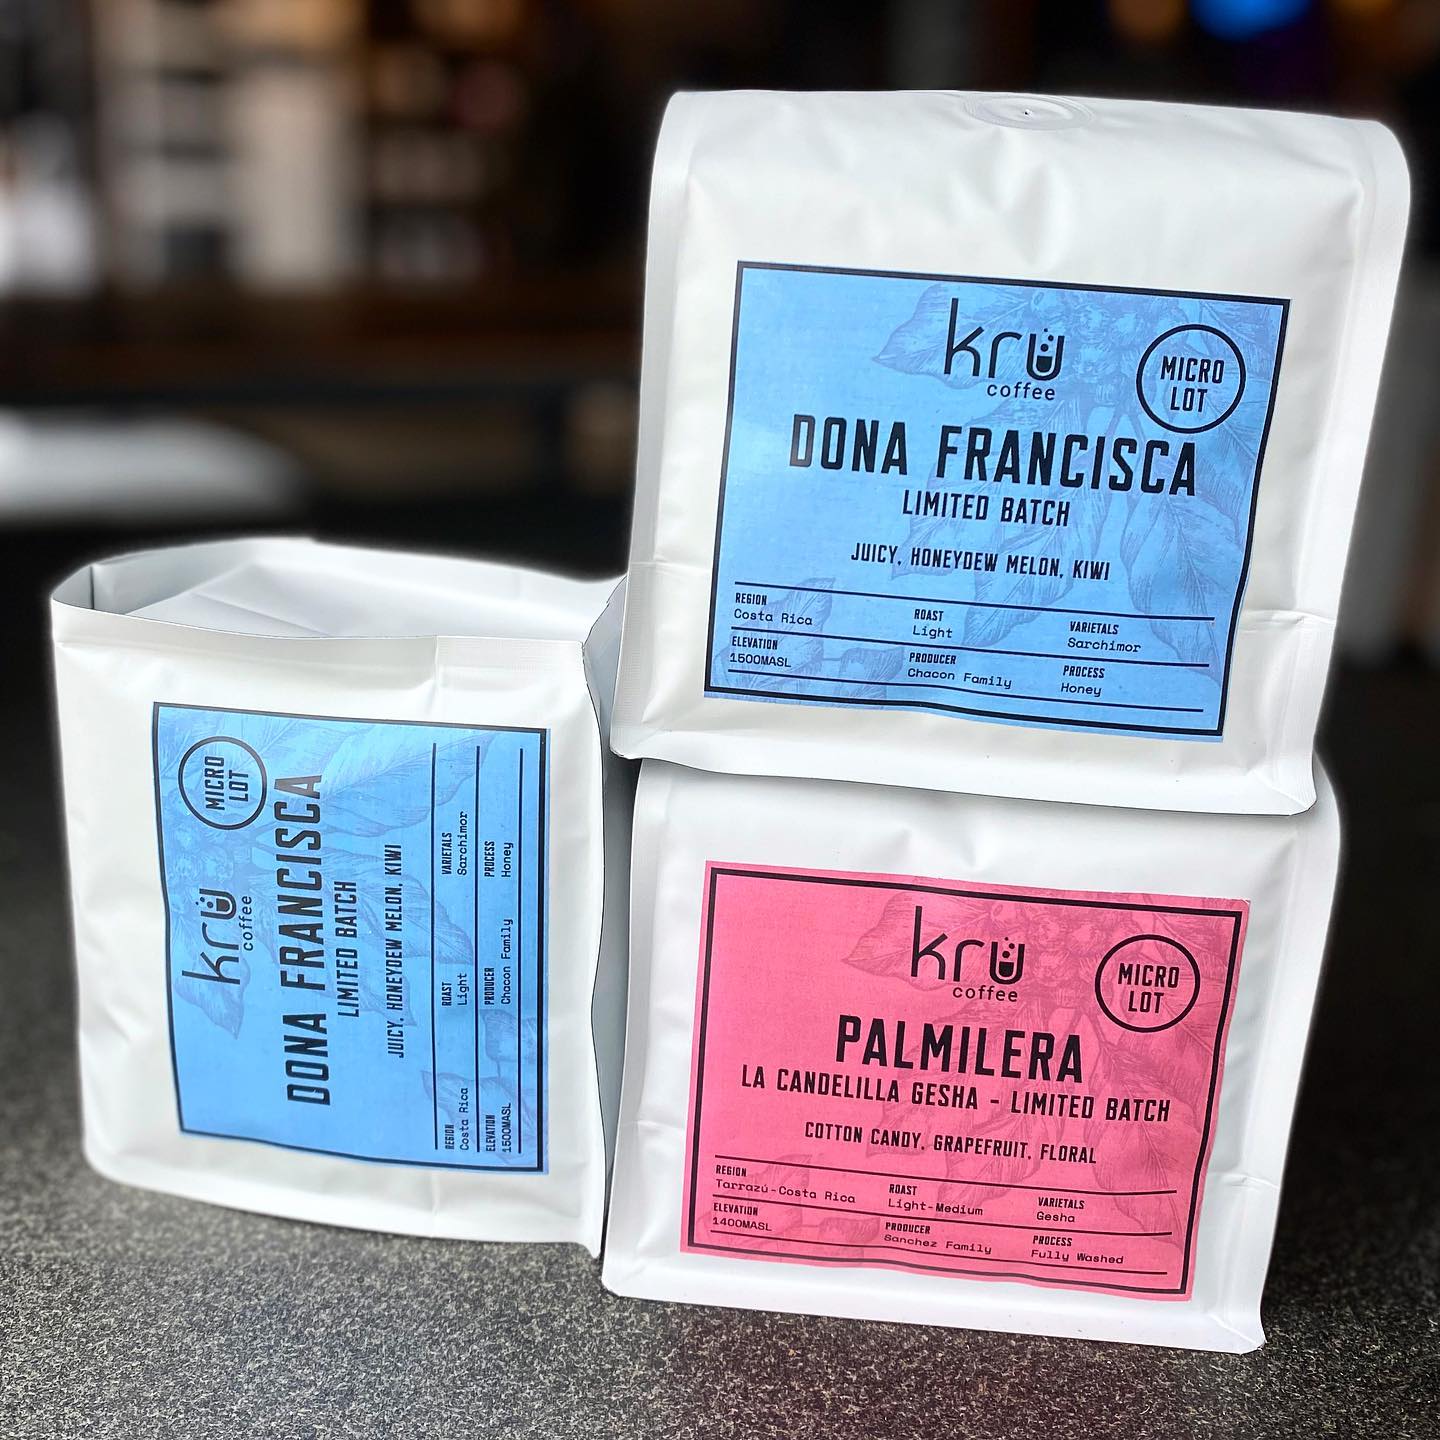 krü
coffee
MICRO
LOT
DONA FRANCISCA
LIMITED BATCH
JUICY, HONEYDEW MELON, KIWI
REGION
Costa Rica
ROAST
Light
VARIETALS
Sarchimor
ELEVATION
1500MASL
PRODUCER
Chacon Family
PROCESS
Honey
krü
coffee
MICRO
LOT
DONA FRANCISCA
LIMITED BATCH
JUICY, HONEYDEW MELON, KIWI
REGION
Costa Rica
ROAST
Light
VARIETALS
Sarchimor
ELEVATION
1500MASL
PRODUCER
Chacon Family
PROCESS
Honey
krü
coffee
MICRO
LOT
PALMILERA
LA CANDELILLA GESHA - LIMITED BATCH
COTTON CANDY, GRAPEFRUIT, FLORAL
REGION
Tarrazú-Costa Rica
ROAST
Light-Medium
VARIETALS
Gesha
ELEVATION
1400MASL
PRODUCER
Sanchez Family
PROCESS
Fully Washed